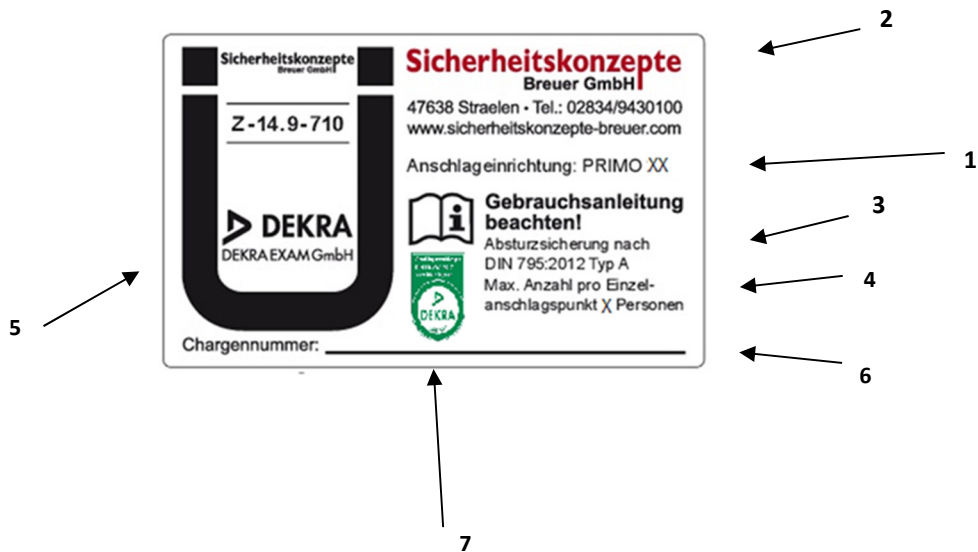 2
Sicherheitskonzepte
Breuer GmbH
Z-14.9-710
DEKRA
DEKRA EXAM GmbH
Sicherheitskonzepte
Breuer GmbH
47638 Straelen • Tel.: 02834/9430100
www.sicherheitskonzepte-breuer.com
Anschlageinrichtung: PRIMO XX
1
Gebrauchsanleitung
beachten!
3
Absturzsicherung nach
DIN 795:2012 Typ A
Max. Anzahl pro Einzel-
anschlagspunkt X Personen
4
DEKRA
5
Chargennummer:
6
7